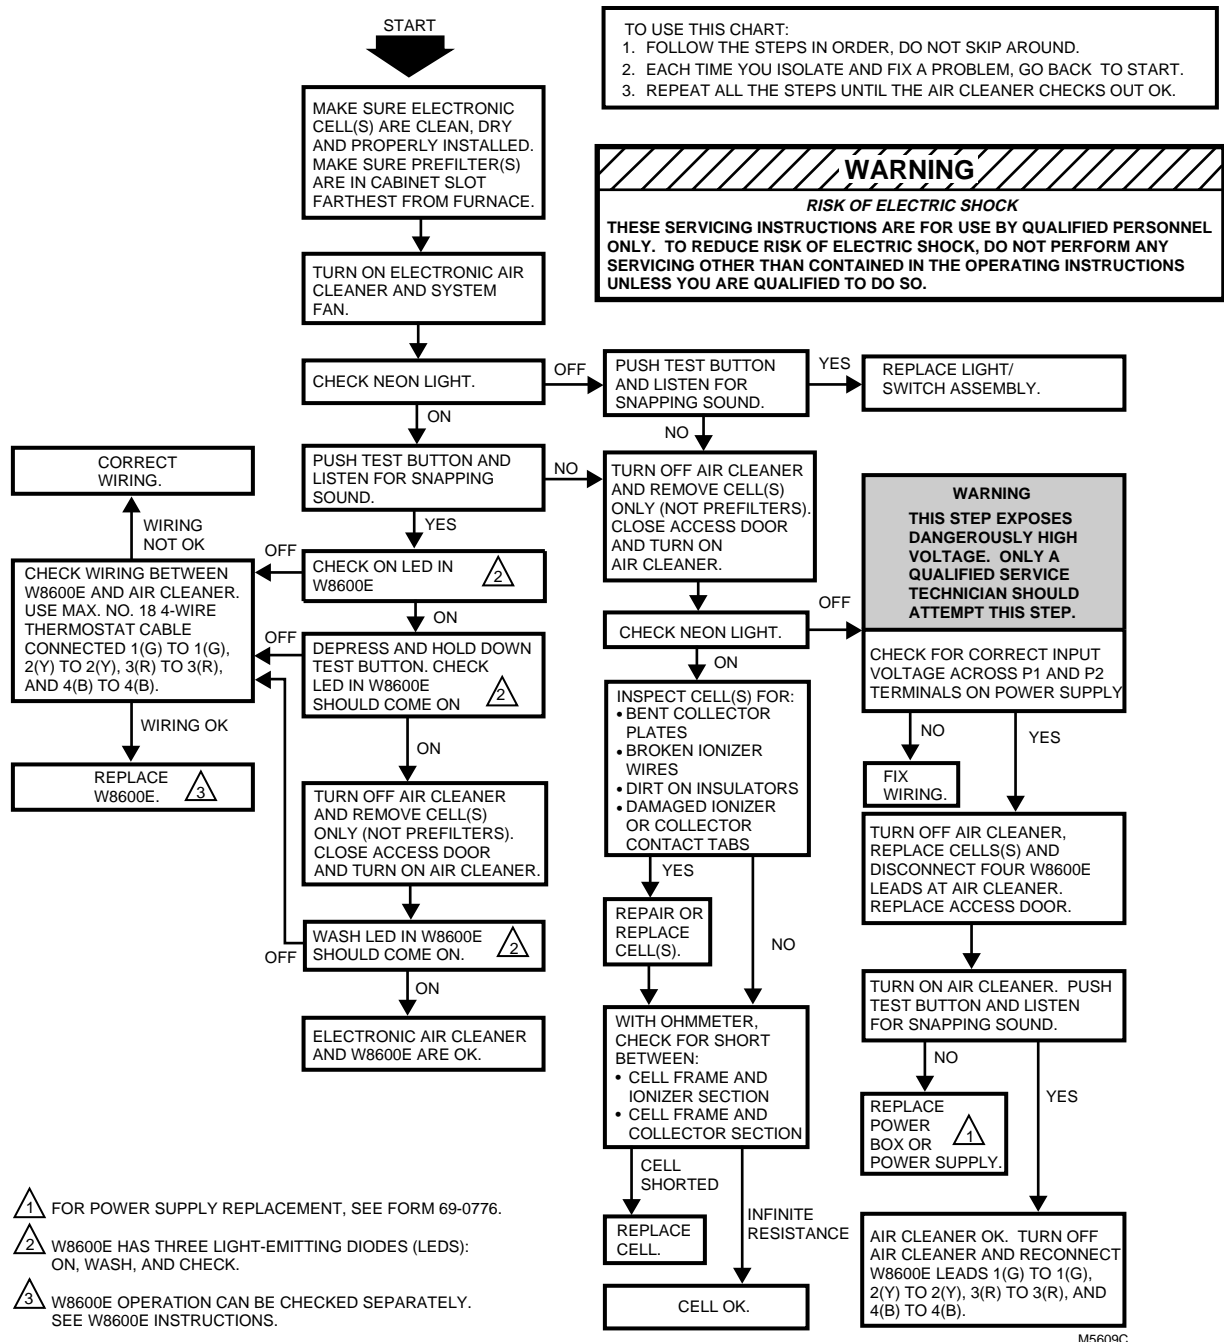 START
TO USE THIS CHART:
1. FOLLOW THE STEPS IN ORDER, DO NOT SKIP AROUND.
2. EACH TIME YOU ISOLATE AND FIX A PROBLEM, GO BACK TO START.
3. REPEAT ALL THE STEPS UNTIL THE AIR CLEANER CHECKS OUT OK.
MAKE SURE ELECTRONIC
CELL(S) ARE CLEAN, DRY
AND PROPERLY INSTALLED.
MAKE SURE PREFILTER(S)
ARE IN CABINET SLOT
FARTHEST FROM FURNACE.
WARNING
RISK OF ELECTRIC SHOCK
THESE SERVICING INSTRUCTIONS ARE FOR USE BY QUALIFIED PERSONNEL
ONLY. TO REDUCE RISK OF ELECTRIC SHOCK, DO NOT PERFORM ANY
SERVICING OTHER THAN CONTAINED IN THE OPERATING INSTRUCTIONS
UNLESS YOU ARE QUALIFIED TO DO SO.
TURN ON ELECTRONIC AIR
CLEANER AND SYSTEM
FAN.
CHECK NEON LIGHT.
OFF
PUSH TEST BUTTON
AND LISTEN FOR
SNAPPING SOUND.
YES
REPLACE LIGHT/
SWITCH ASSEMBLY.
ON
NO
PUSH TEST BUTTON AND
LISTEN FOR SNAPPING
SOUND.
NO
TURN OFF AIR CLEANER
AND REMOVE CELL(S)
ONLY (NOT PREFILTERS).
CLOSE ACCESS DOOR
AND TURN ON
AIR CLEANER.
CORRECT
WIRING.
WIRING
NOT OK
YES
OFF
CHECK ON LED IN
W8600E
2
CHECK WIRING BETWEEN
W8600E AND AIR CLEANER.
USE MAX. NO. 18 4-WIRE
THERMOSTAT CABLE
CONNECTED 1(G) TO 1(G),
2(Y) TO 2(Y), 3(R) TO 3(R),
AND 4(B) TO 4(B).
ON
OFF
DEPRESS AND HOLD DOWN
TEST BUTTON. CHECK
LED IN W8600E
SHOULD COME ON
2
WIRING OK
REPLACE
W8600E.
3
ON
TURN OFF AIR CLEANER
AND REMOVE CELL(S)
ONLY (NOT PREFILTERS).
CLOSE ACCESS DOOR
AND TURN ON AIR CLEANER.
OFF
WASH LED IN W8600E
SHOULD COME ON.
2
ON
ELECTRONIC AIR CLEANER
AND W8600E ARE OK.
CHECK NEON LIGHT.
OFF
ON
INSPECT CELL(S) FOR:
• BENT COLLECTOR
PLATES
• BROKEN IONIZER
WIRES
• DIRT ON INSULATORS
• DAMAGED IONIZER
OR COLLECTOR
CONTACT TABS
YES
REPAIR OR
REPLACE
CELL(S).
NO
WITH OHMMETER,
CHECK FOR SHORT
BETWEEN:
• CELL FRAME AND
IONIZER SECTION
• CELL FRAME AND
COLLECTOR SECTION
CELL
SHORTED
REPLACE
CELL.
INFINITE
RESISTANCE
CELL OK.
WARNING
THIS STEP EXPOSES
DANGEROUSLY HIGH
VOLTAGE. ONLY A
QUALIFIED SERVICE
TECHNICIAN SHOULD
ATTEMPT THIS STEP.
CHECK FOR CORRECT INPUT
VOLTAGE ACROSS P1 AND P2
TERMINALS ON POWER SUPPLY
NO
YES
FIX
WIRING.
TURN OFF AIR CLEANER,
REPLACE CELLS(S) AND
DISCONNECT FOUR W8600E
LEADS AT AIR CLEANER.
REPLACE ACCESS DOOR.
TURN ON AIR CLEANER. PUSH
TEST BUTTON AND LISTEN
FOR SNAPPING SOUND.
NO
YES
REPLACE
POWER
BOX OR
POWER SUPPLY.
1
AIR CLEANER OK. TURN OFF
AIR CLEANER AND RECONNECT
W8600E LEADS 1(G) TO 1(G),
2(Y) TO 2(Y), 3(R) TO 3(R), AND
4(B) TO 4(B).
1 FOR POWER SUPPLY REPLACEMENT, SEE FORM 69-0776.
2 W8600E HAS THREE LIGHT-EMITTING DIODES (LEDS):
ON, WASH, AND CHECK.
3 W8600E OPERATION CAN BE CHECKED SEPARATELY.
SEE W8600E INSTRUCTIONS.
M5609C